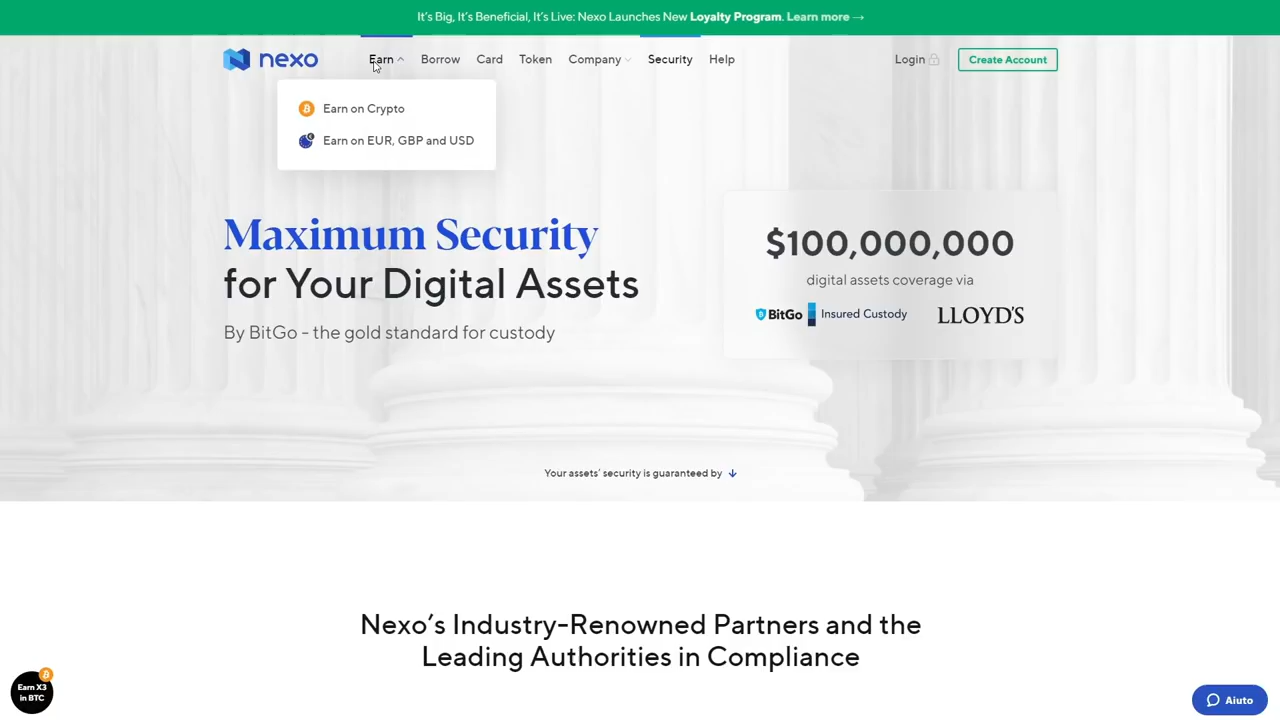 It's Big, It's Beneficial, It's Live: Nexo Launches New Loyalty Program. Learn more →
nexo
Earn
Borrow
Card
Token
Company
Security
Help
Login
Create Account
Earn on Crypto
Earn on EUR, GBP and USD
Maximum Security
for Your Digital Assets
By BitGo - the gold standard for custody
$100,000,000
digital assets coverage via
BitGo Insured Custody
LLOYD'S
Your assets' security is guaranteed by
Nexo's Industry-Renowned Partners and the
Leading Authorities in Compliance
Earn X3
in BTC
Aiuto